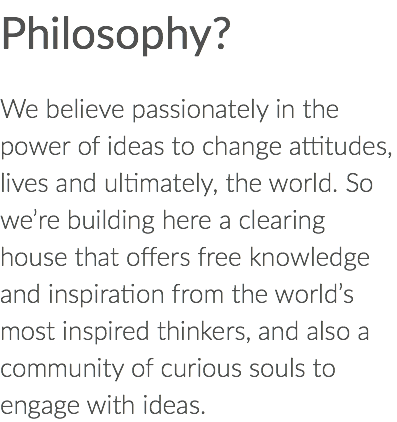 Philosophy?
We believe passionately in the
power of ideas to change attitudes,
lives and ultimately, the world. So
we’re building here a clearing
house that offers free knowledge
and inspiration from the world’s
most inspired thinkers, and also a
community of curious souls to
engage with ideas.